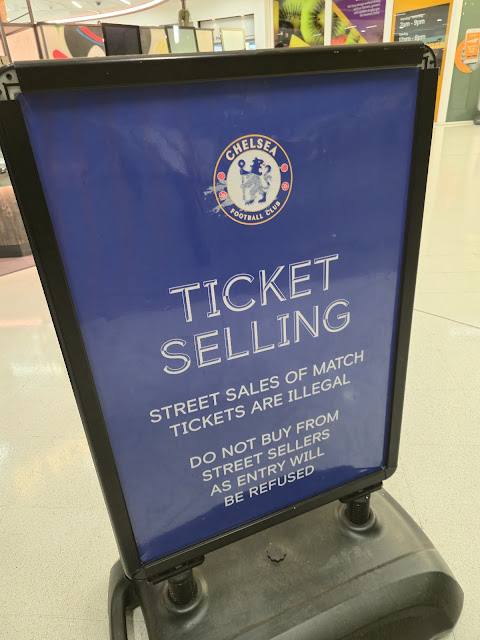 CHELSEA
FOOTBALL CLUB
TICKET
SELLING
STREET SALES OF MATCH
TICKETS ARE ILLEGAL
DO NOT BUY FROM
STREET SELLERS
AS ENTRY WILL
BE REFUSED